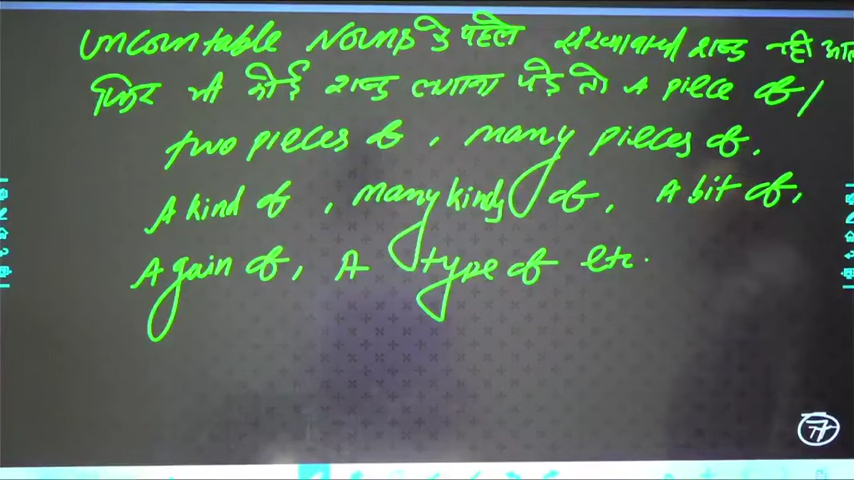 Uncountable Nouns के पहले संख्यावाची शब्द नहीं आते
फिर भी कोई शब्द लगाना पड़े तो A piece of /
two pieces of, many pieces of,
A kind of, many kinds of, A bit of,
A gain of, A type of etc.